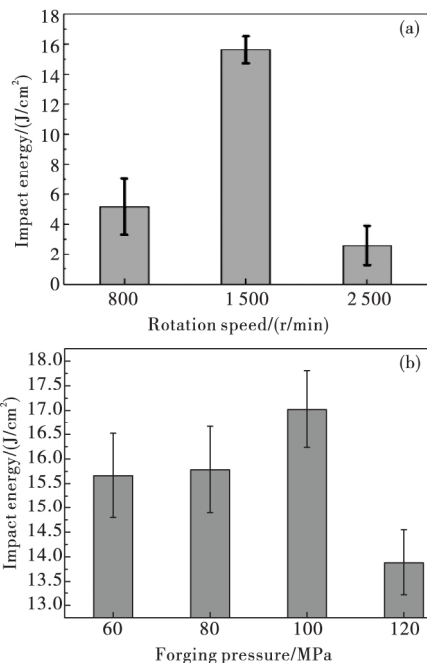 (a)
Impact energy/(J/cm²)
18
16
14
12
10
8
6
4
2
0
800 1 500 2 500
Rotation speed/(r/min)
(b)
Impact energy/(J/cm²)
18.0
17.5
17.0
16.5
16.0
15.5
15.0
14.5
14.0
13.5
13.0
60 80 100 120
Forging pressure/MPa